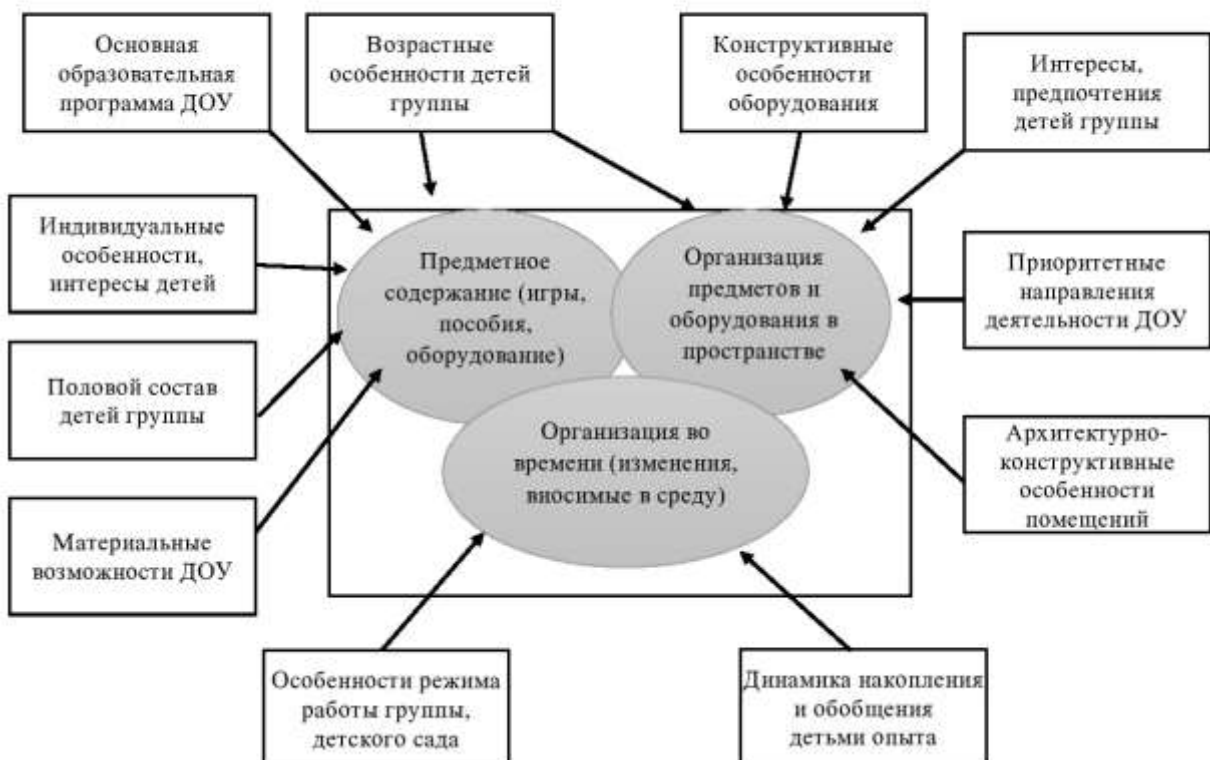 Основная
образовательная
программа ДОУ
Возрастные
особенности детей
группы
Конструктивные
особенности
оборудования
Интересы,
предпочтения
детей группы
Индивидуальные
особенности,
интересы детей
Предметное
содержание (игры,
пособия,
оборудование)
Организация
предметов и
оборудования в
пространстве
Приоритетные
направления
деятельности ДОУ
Половой состав
детей группы
Организация во
времени (изменения,
вносимые в среду)
Архитектурно-
конструктивные
особенности
помещений
Материальные
возможности ДОУ
Особенности режима
работы группы,
детского сада
Динамика накопления
и обобщения
детьми опыта